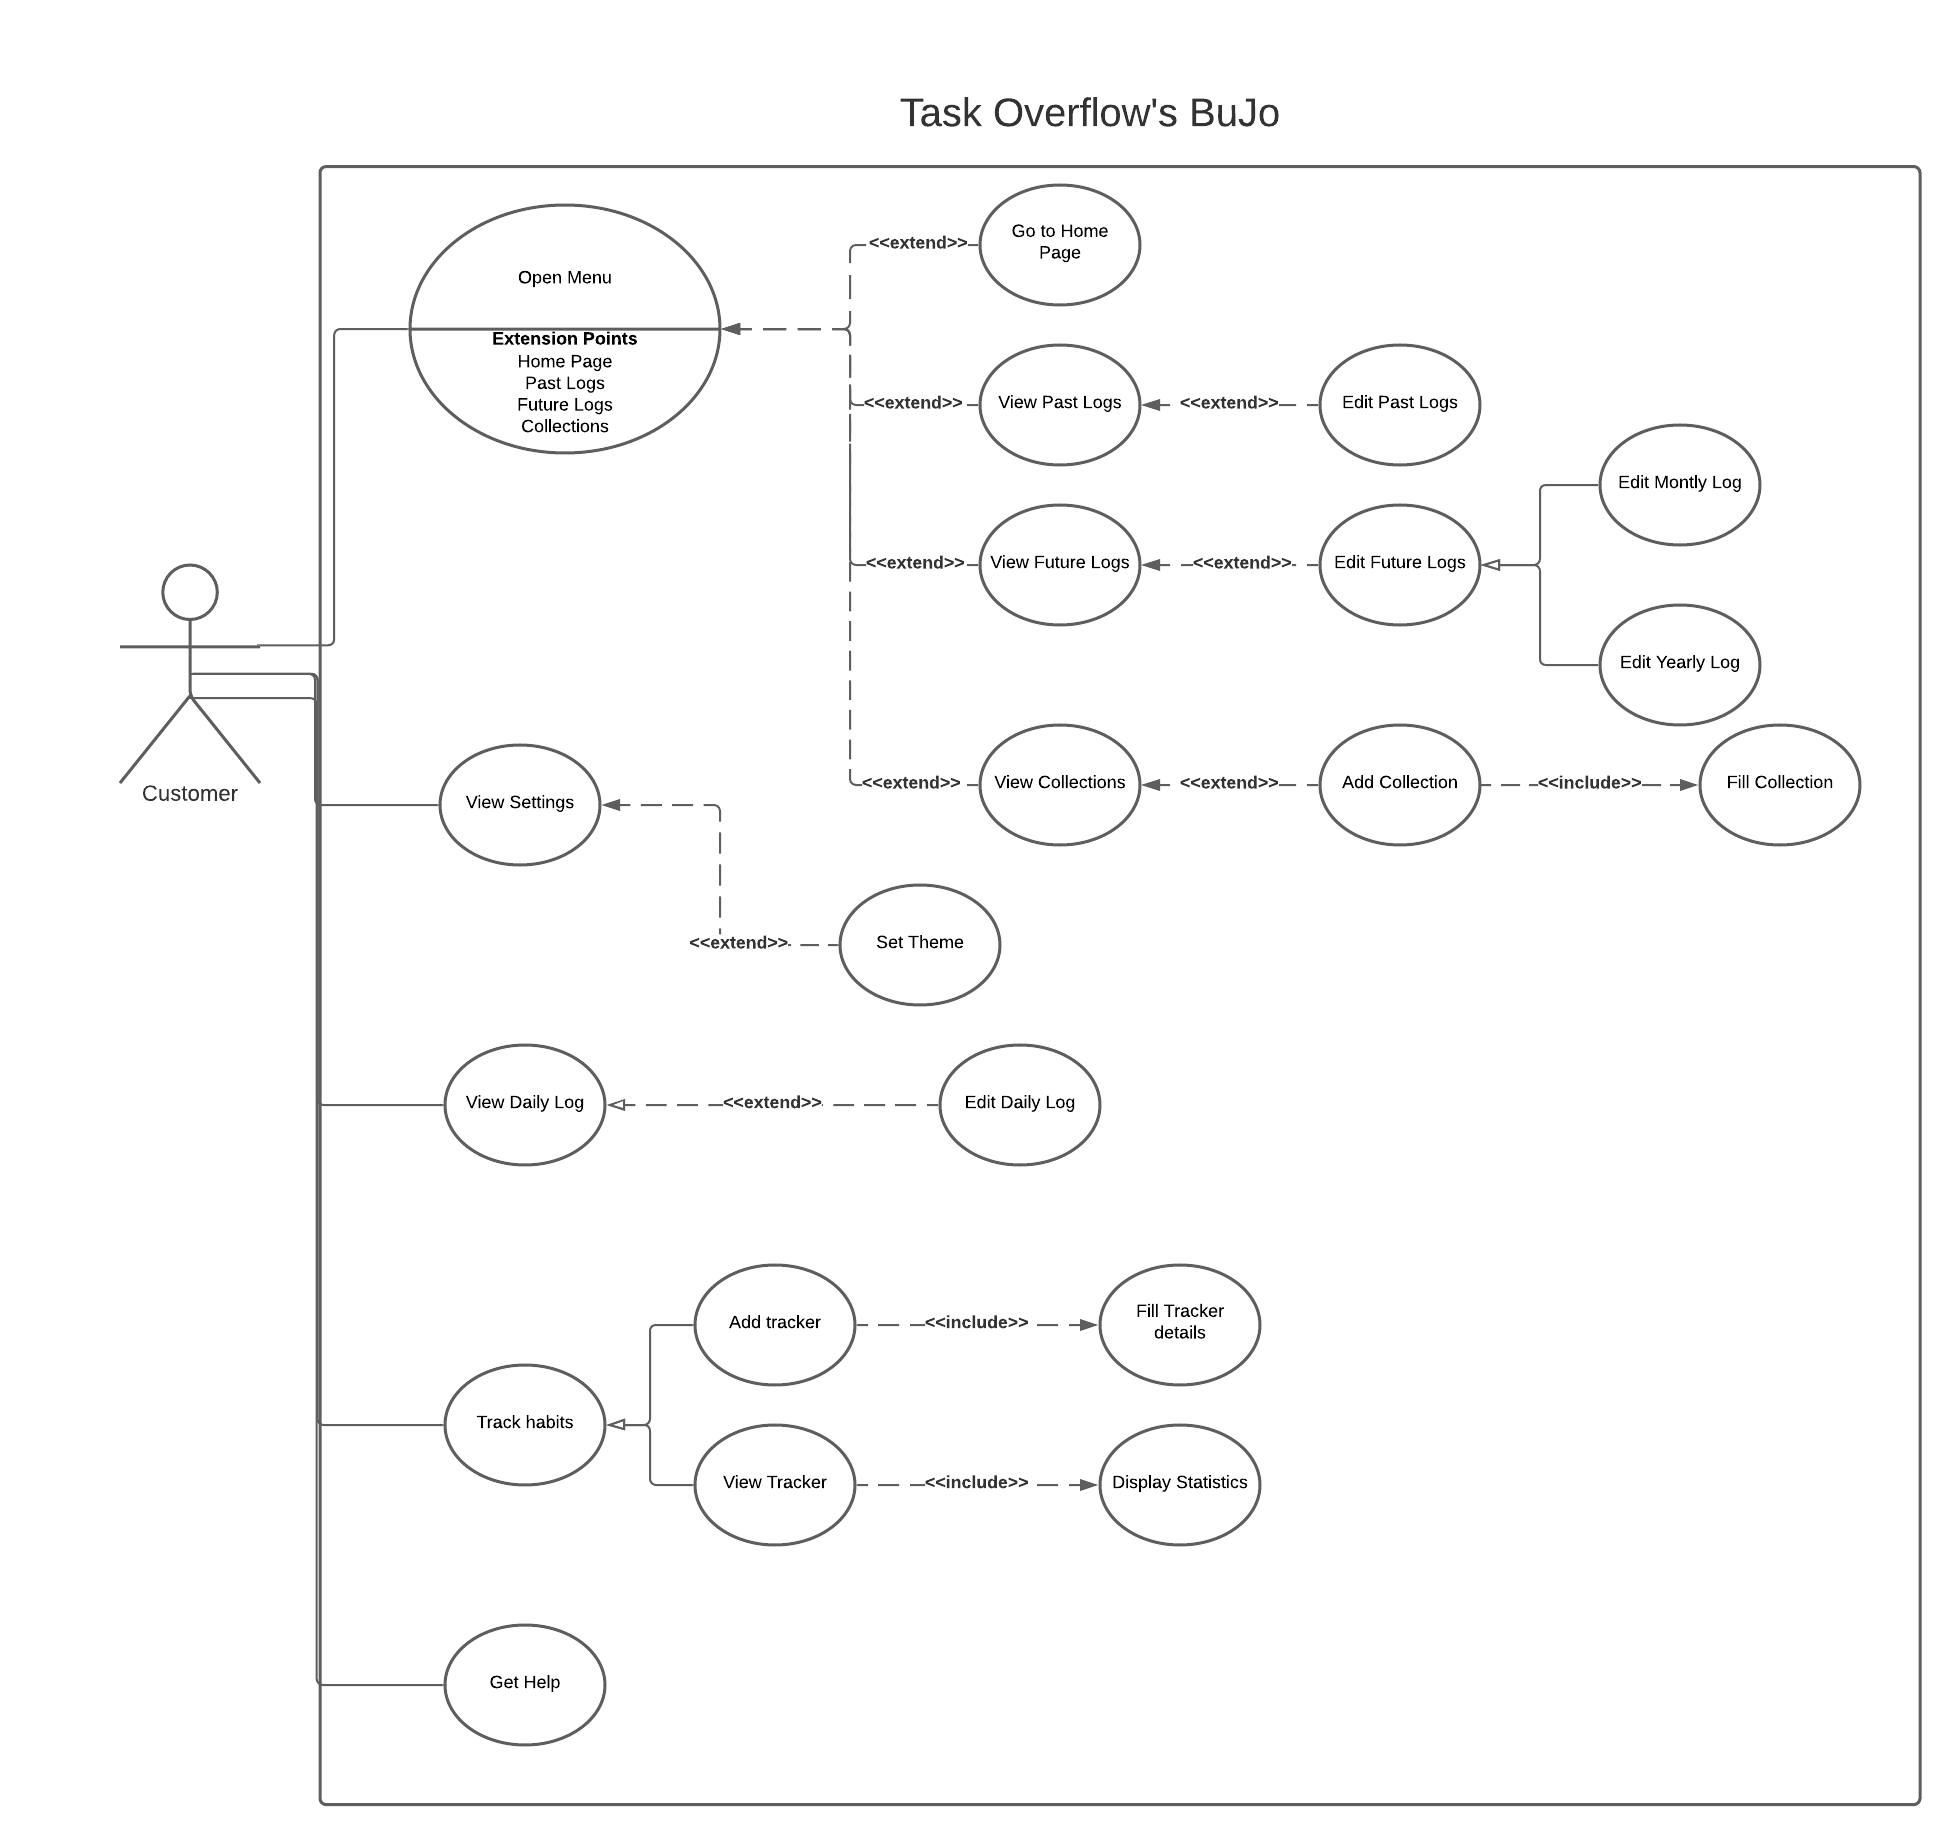 Task Overflow's BuJo
Open Menu
Extension Points
Home Page
Past Logs
Future Logs
Collections
<<extend>>
Go to Home
Page
<<extend>>
View Past Logs
<<extend>>
Edit Past Logs
Edit Montly Log
<<extend>>
View Future Logs
<<extend>>
Edit Future Logs
Edit Yearly Log
<<extend>>
View Collections
<<extend>>
Add Collection
<<include>>
Fill Collection
Customer
View Settings
<<extend>>
Set Theme
View Daily Log
<<extend>>
Edit Daily Log
Add tracker
<<include>>
Fill Tracker
details
Track habits
View Tracker
<<include>>
Display Statistics
Get Help